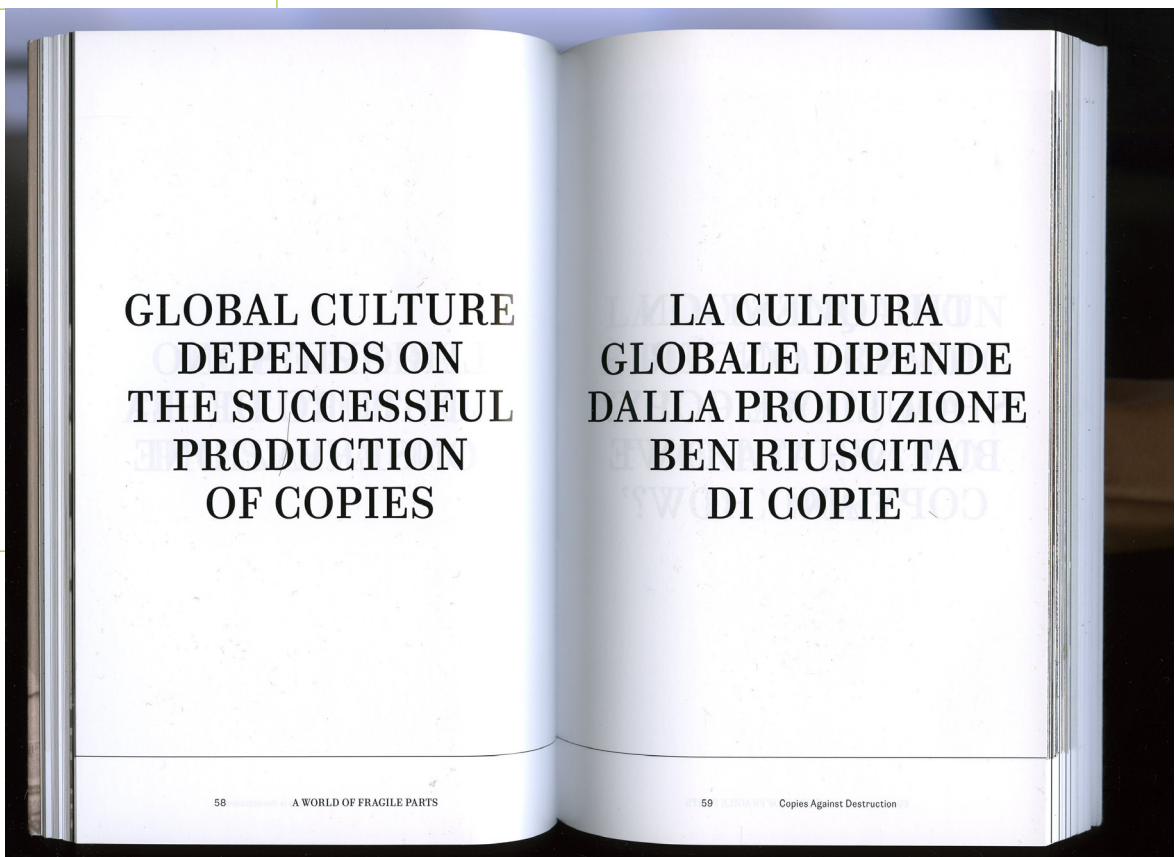 GLOBAL CULTURE
DEPENDS ON
THE SUCCESSFUL
PRODUCTION
OF COPIES
58 A WORLD OF FRAGILE PARTS
LA CULTURA
GLOBALE DIPENDE
DALLA PRODUZIONE
BEN RIUSCITA
DI COPIE
59 Copies Against Destruction